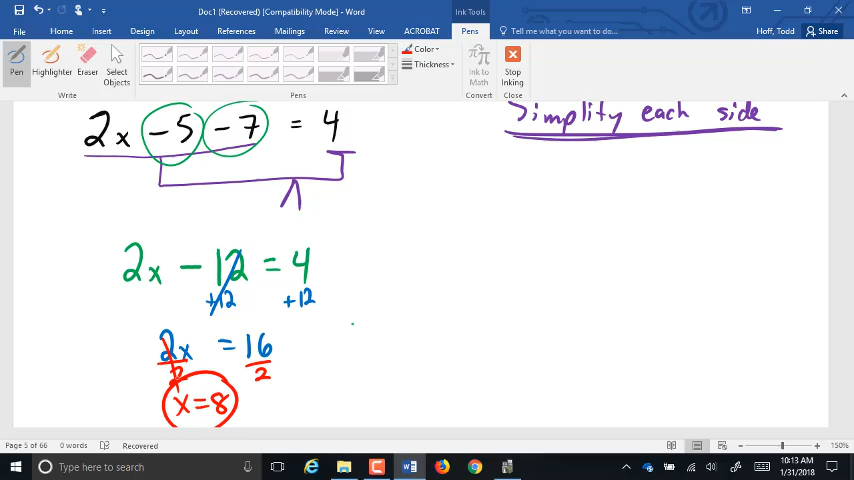 Doc1 (Recovered) [Compatibility Mode] - Word
Ink Tools
Hoff, Todd
Share
File Home Insert Design Layout References Mailings Review View ACROBAT Pens Tell me what you want to do...
Pen Highlighter Eraser Select Objects
Color
Thickness
Ink to Math
Stop Inking
Write Pens Convert Close
2x - 5 - 7 = 4
Simplify each side
2x - 12 = 4
+12 +12
2x = 16
2 2
x = 8
Page 5 of 66 0 words Recovered 150%
Type here to search
10:13 AM
1/31/2018